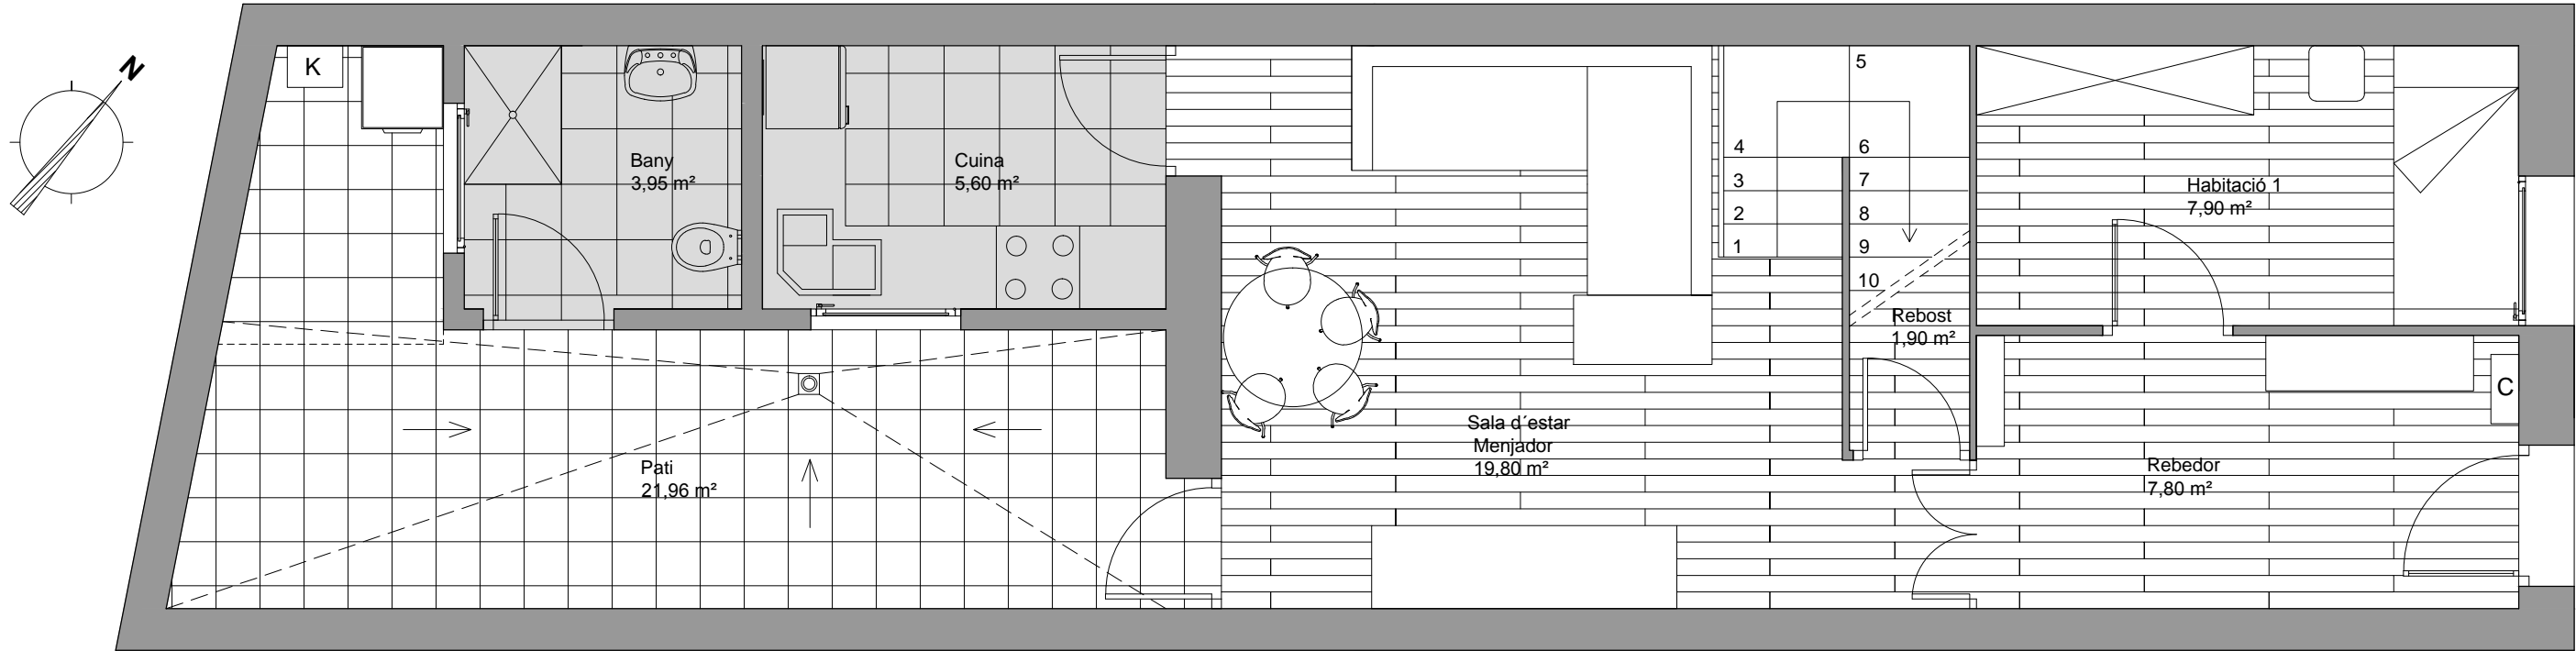 N
K
Bany
3,95 m²
Cuina
5,60 m²
5
4
6
3
7
2
8
1
9
10
Rebost
1,90 m²
Habitació 1
7,90 m²
C
Sala d´estar
Menjador
19,80 m²
Pati
21,96 m²
Rebedor
7,80 m²